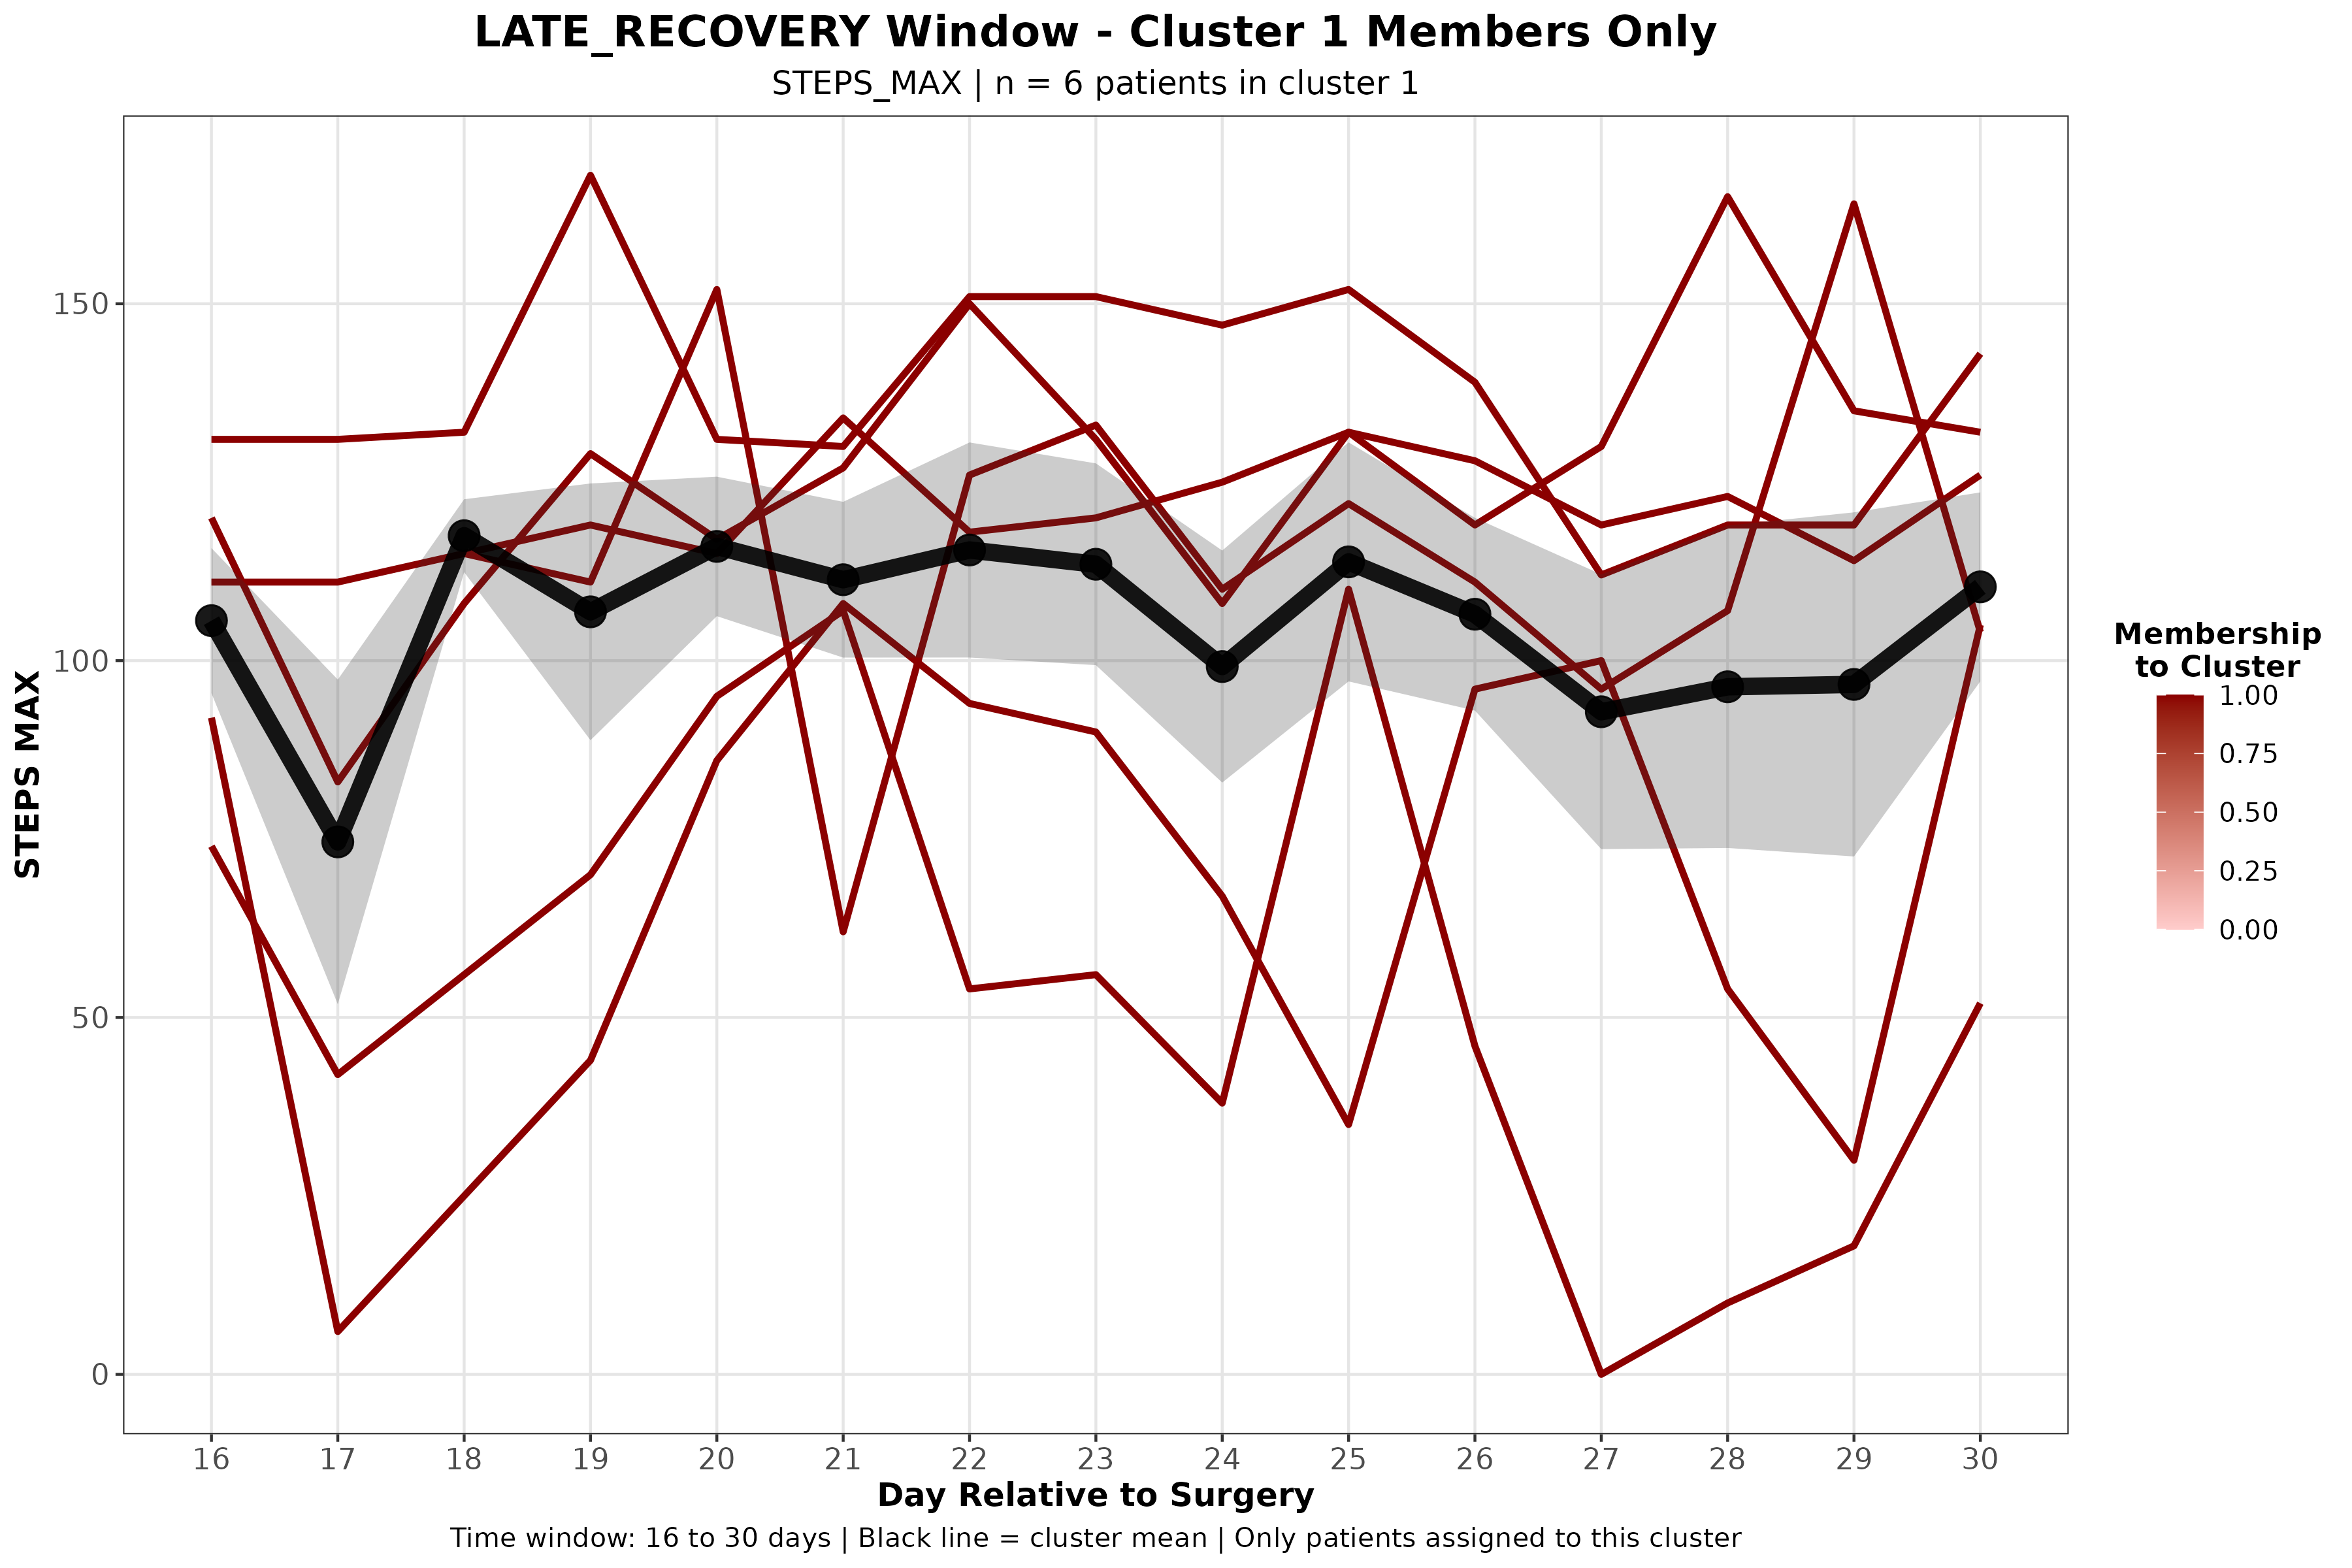 LATE_RECOVERY Window - Cluster 1 Members Only
STEPS_MAX | n = 6 patients in cluster 1
STEPS MAX
150
100
50
0
16 17 18 19 20 21 22 23 24 25 26 27 28 29 30
Day Relative to Surgery
Time window: 16 to 30 days | Black line = cluster mean | Only patients assigned to this cluster
Membership
to Cluster
1.00
0.75
0.50
0.25
0.00